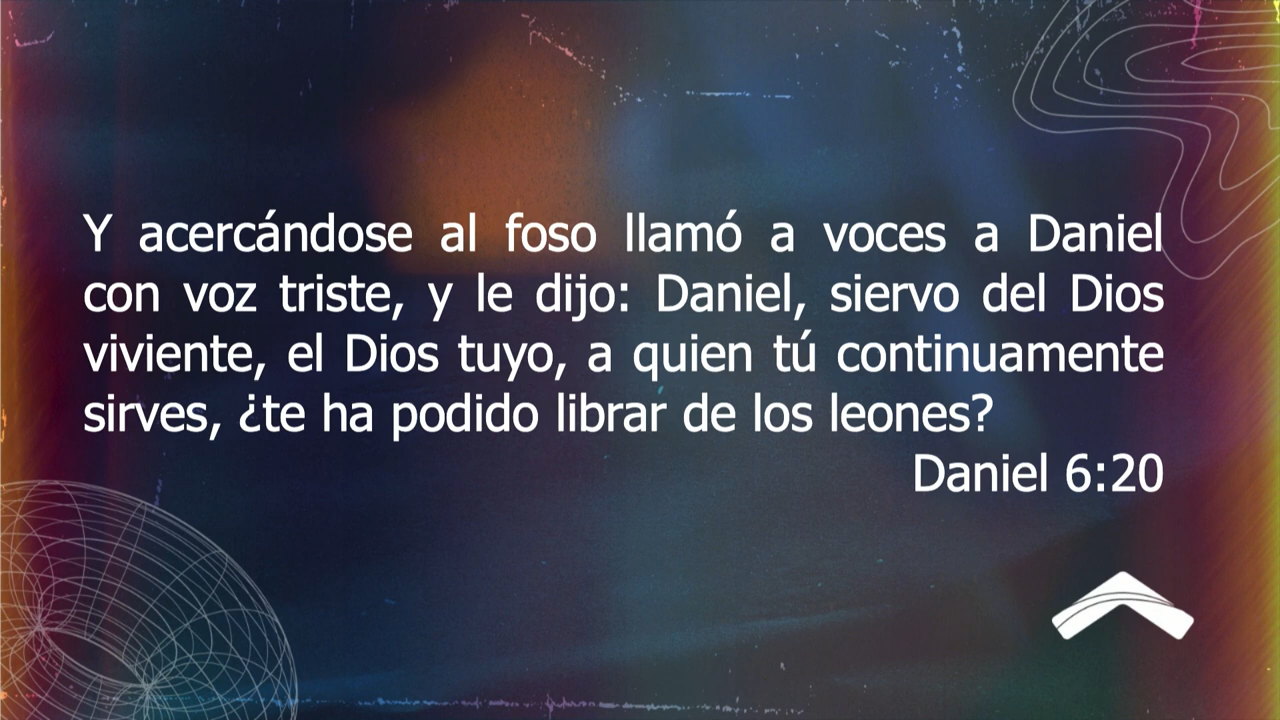 Y acercándose al foso llamó a voces a Daniel
con voz triste, y le dijo: Daniel, siervo del Dios
viviente, el Dios tuyo, a quien tú continuamente
sirves, ¿te ha podido librar de los leones?
Daniel 6:20